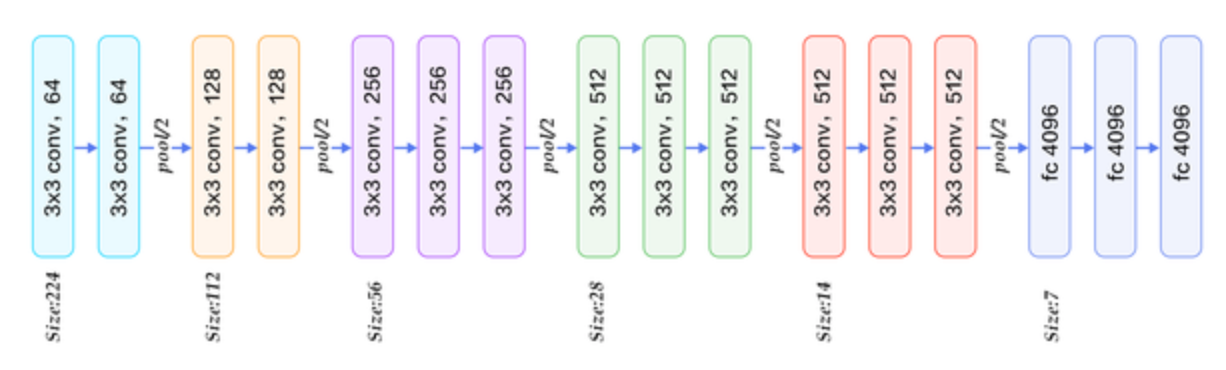 3x3 conv, 64
3x3 conv, 64
pool/2
3x3 conv, 128
3x3 conv, 128
pool/2
3x3 conv, 256
3x3 conv, 256
3x3 conv, 256
pool/2
3x3 conv, 512
3x3 conv, 512
3x3 conv, 512
pool/2
3x3 conv, 512
3x3 conv, 512
3x3 conv, 512
pool/2
fc 4096
fc 4096
fc 4096
Size:224
Size:112
Size:56
Size:28
Size:14
Size:7